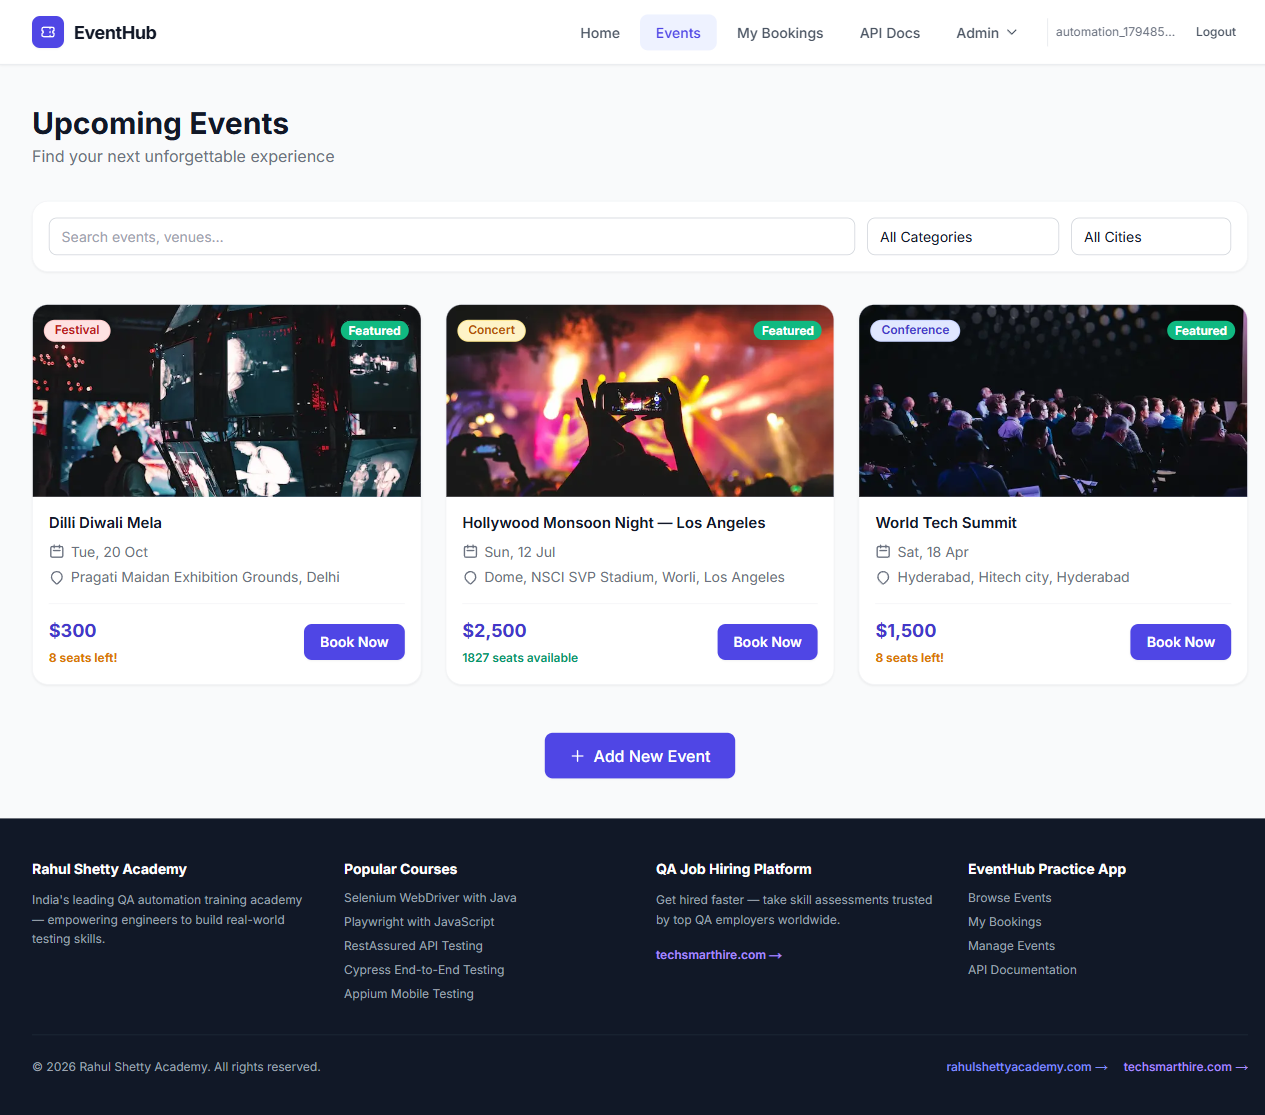 EventHub
Home
Events
My Bookings
API Docs
Admin
automation_179485...
Logout
Upcoming Events
Find your next unforgettable experience
Search events, venues...
All Categories
All Cities
Festival
Featured
Dilli Diwali Mela
Tue, 20 Oct
Pragati Maidan Exhibition Grounds, Delhi
$300
8 seats left!
Book Now
Concert
Featured
Hollywood Monsoon Night — Los Angeles
Sun, 12 Jul
Dome, NSCI SVP Stadium, Worli, Los Angeles
$2,500
1827 seats available
Book Now
Conference
Featured
World Tech Summit
Sat, 18 Apr
Hyderabad, Hitech city, Hyderabad
$1,500
8 seats left!
Book Now
+ Add New Event
Rahul Shetty Academy
India's leading QA automation training academy
— empowering engineers to build real-world
testing skills.
Popular Courses
Selenium WebDriver with Java
Playwright with JavaScript
RestAssured API Testing
Cypress End-to-End Testing
Appium Mobile Testing
QA Job Hiring Platform
Get hired faster — take skill assessments trusted
by top QA employers worldwide.
techsmarthire.com →
EventHub Practice App
Browse Events
My Bookings
Manage Events
API Documentation
© 2026 Rahul Shetty Academy. All rights reserved.
rahulshettyacademy.com →
techsmarthire.com →